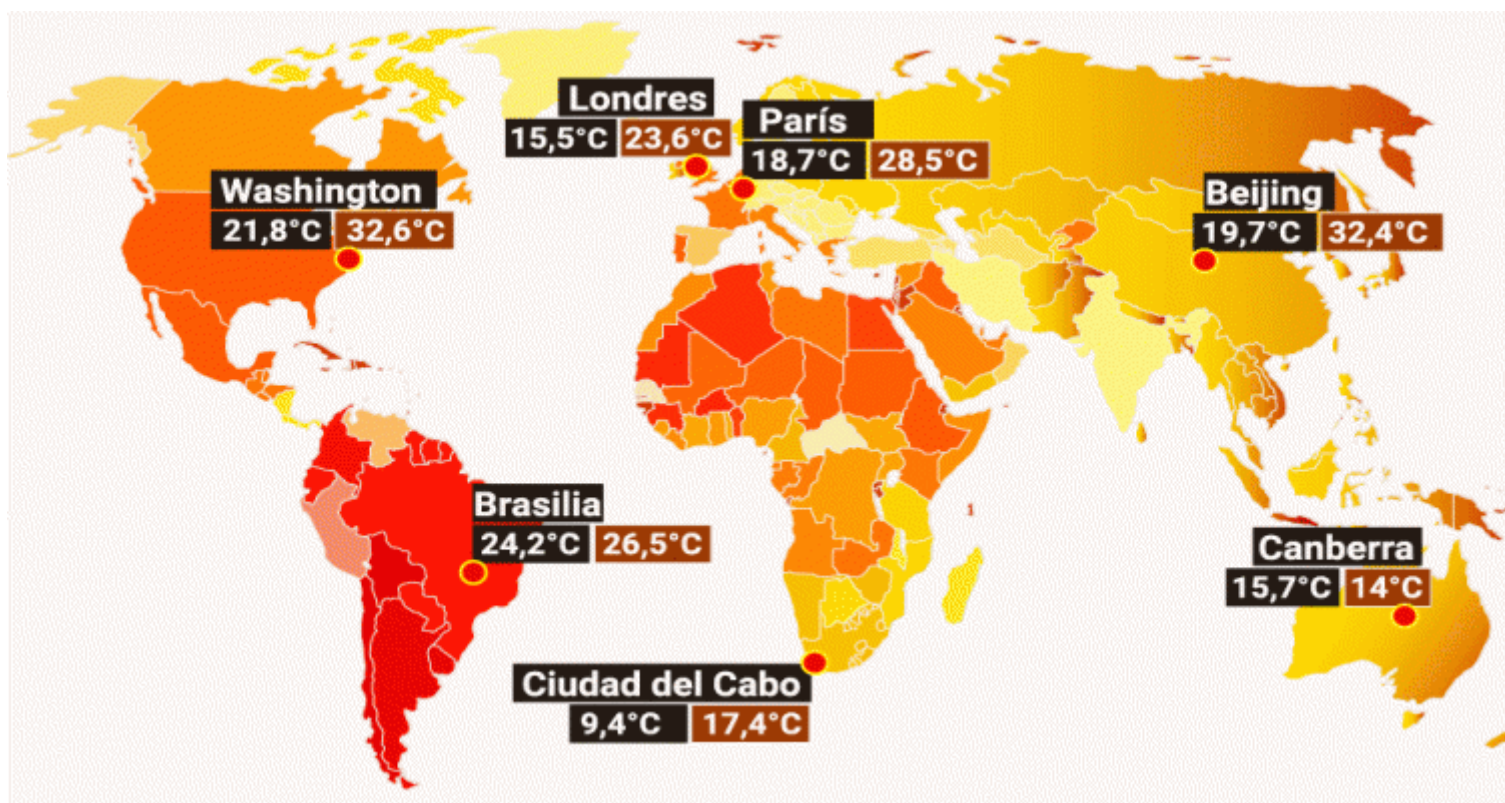 Londres
15,5°C 23,6°C
París
18,7°C 28,5°C
Washington
21,8°C 32,6°C
Beijing
19,7°C 32,4°C
Brasilia
24,2°C 26,5°C
Canberra
15,7°C 14°C
Ciudad del Cabo
9,4°C 17,4°C
1